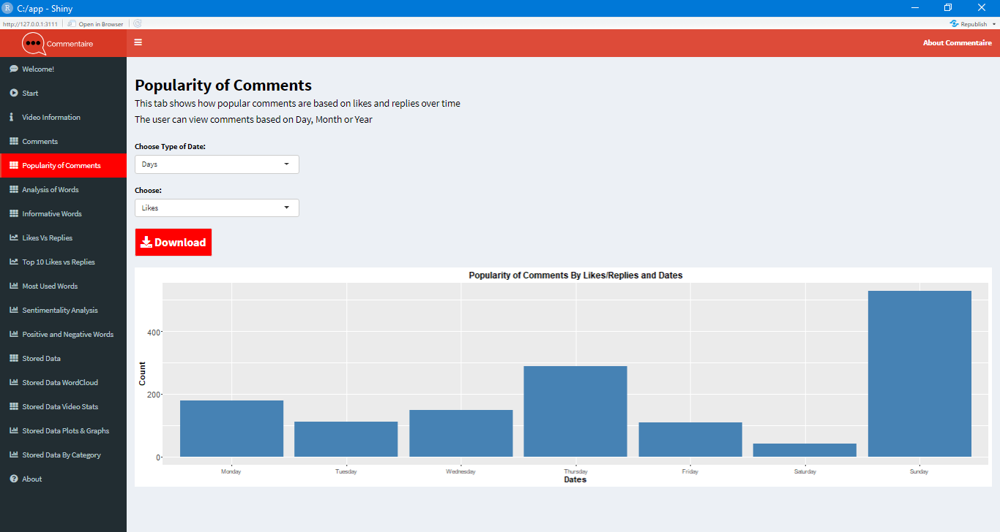 C:/app - Shiny
http://127.0.0.1:3111
Open in Browser
Republish
Commentaire
About Commentaire
Welcome!
Start
Video Information
Comments
Popularity of Comments
Analysis of Words
Informative Words
Likes Vs Replies
Top 10 Likes vs Replies
Most Used Words
Sentimentality Analysis
Positive and Negative Words
Stored Data
Stored Data WordCloud
Stored Data Video Stats
Stored Data Plots & Graphs
Stored Data By Category
About
Popularity of Comments
This tab shows how popular comments are based on likes and replies over time
The user can view comments based on Day, Month or Year
Choose Type of Date:
Days
Choose:
Likes
Download
Popularity of Comments By Likes/Replies and Dates
Count
400
200
0
Monday Tuesday Wednesday Thursday Friday Saturday Sunday
Dates